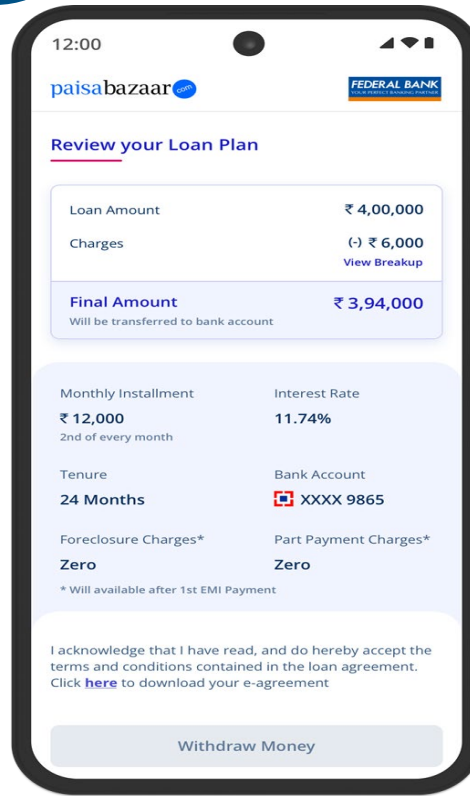 12:00
paisabazaar.com
FEDERAL BANK
YOUR PERFECT BANKING PARTNER
Review your Loan Plan
Loan Amount ₹ 4,00,000
Charges (-) ₹ 6,000
View Breakup
Final Amount ₹ 3,94,000
Will be transferred to bank account
Monthly Installment Interest Rate
₹ 12,000 11.74%
2nd of every month
Tenure Bank Account
24 Months XXXX 9865
Foreclosure Charges* Part Payment Charges*
Zero Zero
* Will available after 1st EMI Payment
I acknowledge that I have read, and do hereby accept the
terms and conditions contained in the loan agreement.
Click here to download your e-agreement
Withdraw Money